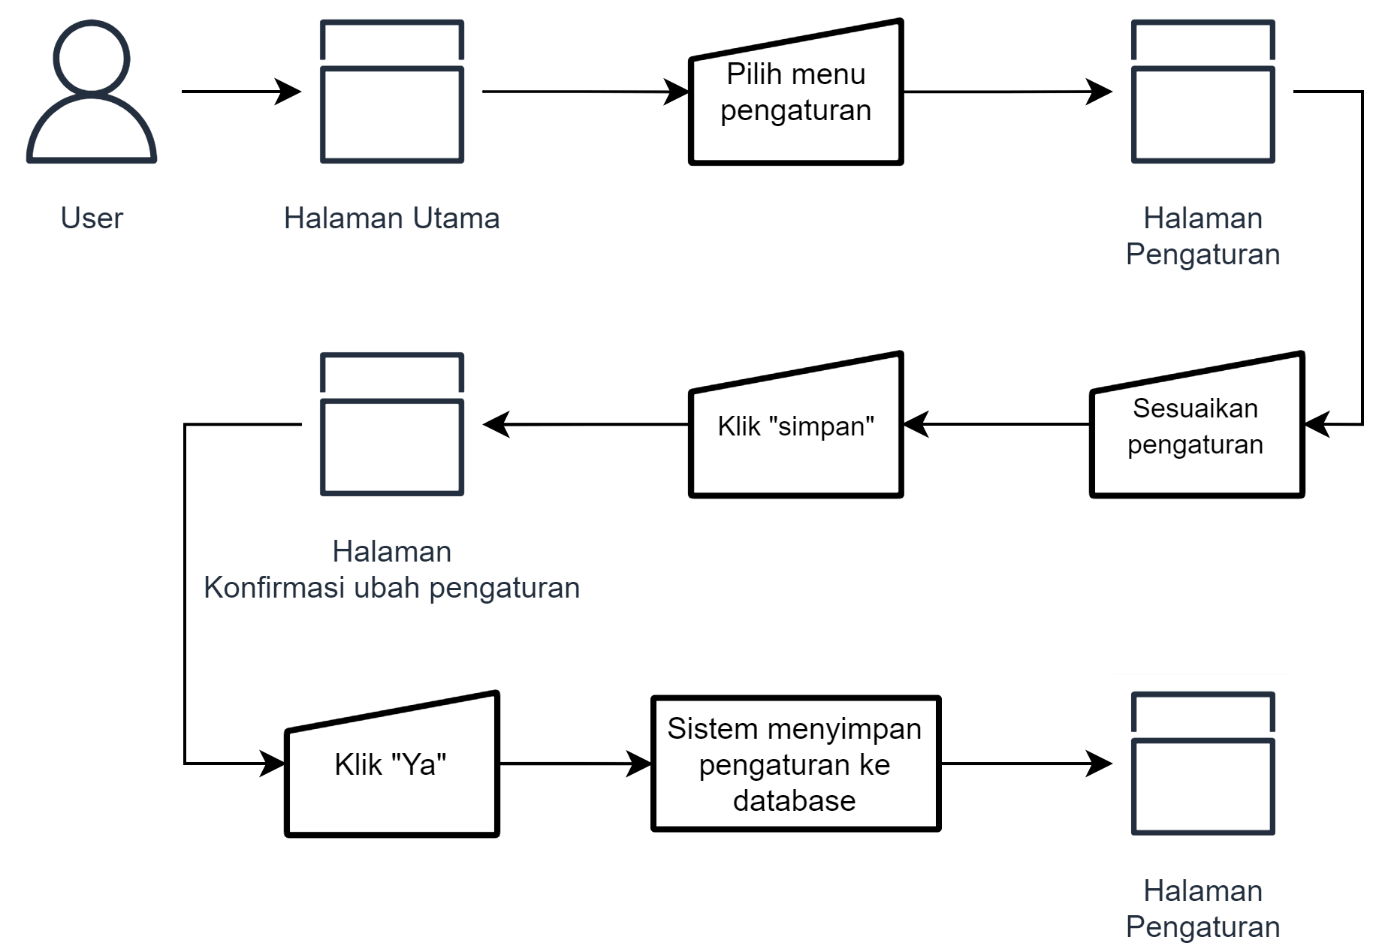 Pilih menu
pengaturan
User
Halaman Utama
Halaman
Pengaturan
Sesuaikan
pengaturan
Klik "simpan"
Halaman
Konfirmasi ubah pengaturan
Klik "Ya"
Sistem menyimpan
pengaturan ke
database
Halaman
Pengaturan